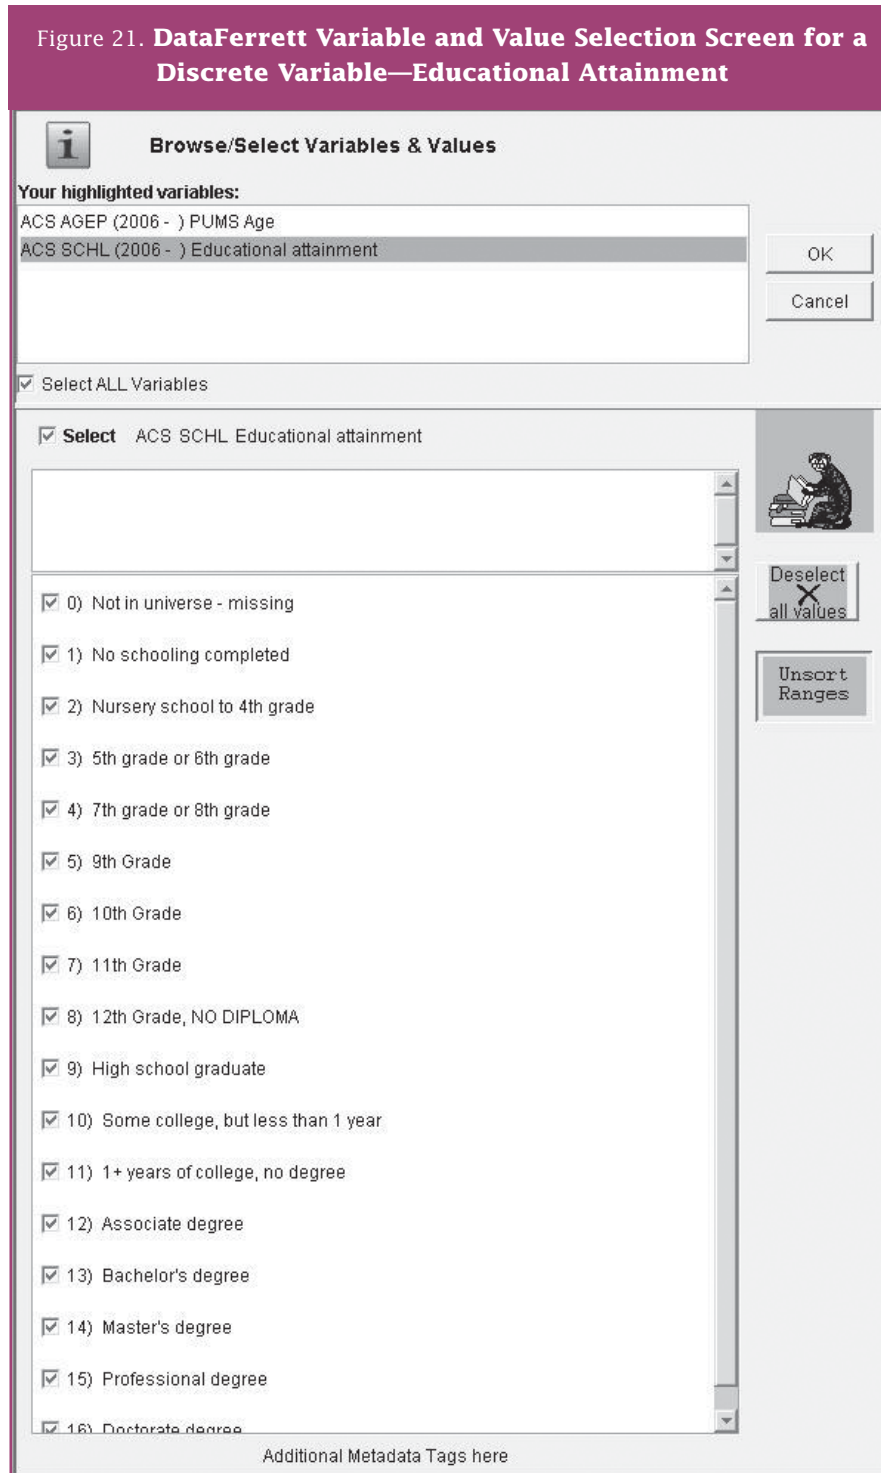 Figure 21. DataFerrett Variable and Value Selection Screen for a
Discrete Variable—Educational Attainment
Browse/Select Variables & Values
Your highlighted variables:
ACS AGEP (2006 - ) PUMS Age
ACS SCHL (2006 - ) Educational attainment
OK
Cancel
Select ALL Variables
Select ACS SCHL Educational attainment
Deselect
all values
Unsort
Ranges
0) Not in universe - missing
1) No schooling completed
2) Nursery school to 4th grade
3) 5th grade or 6th grade
4) 7th grade or 8th grade
5) 9th Grade
6) 10th Grade
7) 11th Grade
8) 12th Grade, NO DIPLOMA
9) High school graduate
10) Some college, but less than 1 year
11) 1+ years of college, no degree
12) Associate degree
13) Bachelor's degree
14) Master's degree
15) Professional degree
16) Doctorate degree
Additional Metadata Tags here